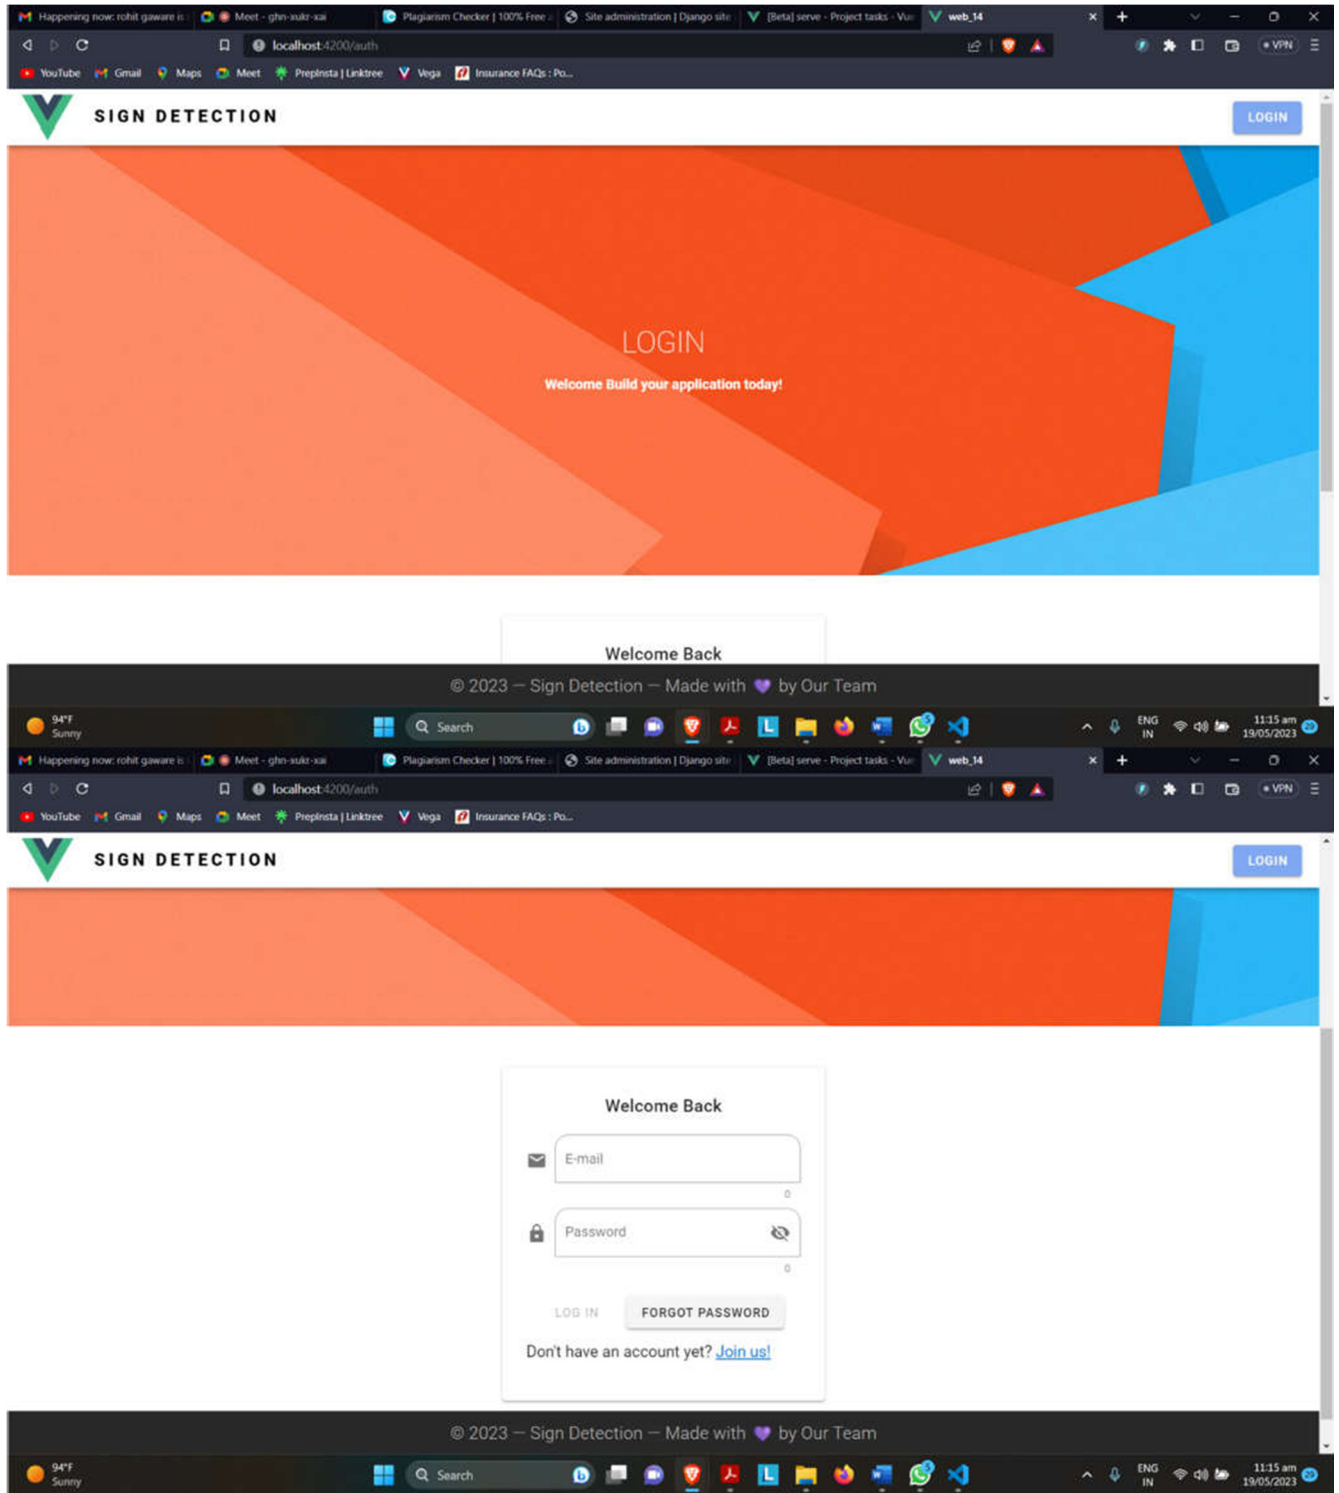 Happening now: rohit gaware is Meet - ghn-xukr-xai Plagiarism Checker | 100% Free Site administration | Django site [Beta] serve - Project tasks - Vue web_14
localhost:4200/auth VPN
YouTube Gmail Maps Meet PrepInsta | Linktree Vega Insurance FAQs : Po...
SIGN DETECTION LOGIN
LOGIN
Welcome Build your application today!
Welcome Back
© 2023 — Sign Detection — Made with 💜 by Our Team
94°F Search ENG 11:15 am
Sunny IN 19/05/2023
Happening now: rohit gaware is Meet - ghn-xukr-xai Plagiarism Checker | 100% Free Site administration | Django site [Beta] serve - Project tasks - Vue web_14
localhost:4200/auth VPN
YouTube Gmail Maps Meet PrepInsta | Linktree Vega Insurance FAQs : Po...
SIGN DETECTION LOGIN
Welcome Back
E-mail
0
Password
0
LOG IN FORGOT PASSWORD
Don't have an account yet? Join us!
© 2023 — Sign Detection — Made with 💜 by Our Team
94°F Search ENG 11:15 am
Sunny IN 19/05/2023